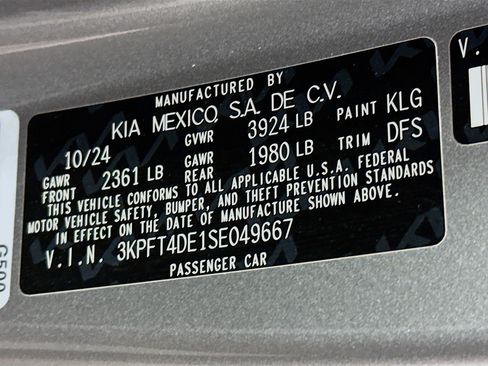 MANUFACTURED BY
KIA MEXICO, S.A. DE C.V.
10/24 GVWR 3924 LB PAINT KLG
GAWR FRONT 2361 LB GAWR REAR 1980 LB TRIM DFS
THIS VEHICLE CONFORMS TO ALL APPLICABLE U.S.A. FEDERAL
MOTOR VEHICLE SAFETY, BUMPER, AND THEFT PREVENTION STANDARDS
IN EFFECT ON THE DATE OF MANUFACTURE SHOWN ABOVE.
V.I.N. 3KPFT4DE1SE049667
PASSENGER CAR
V.
G500